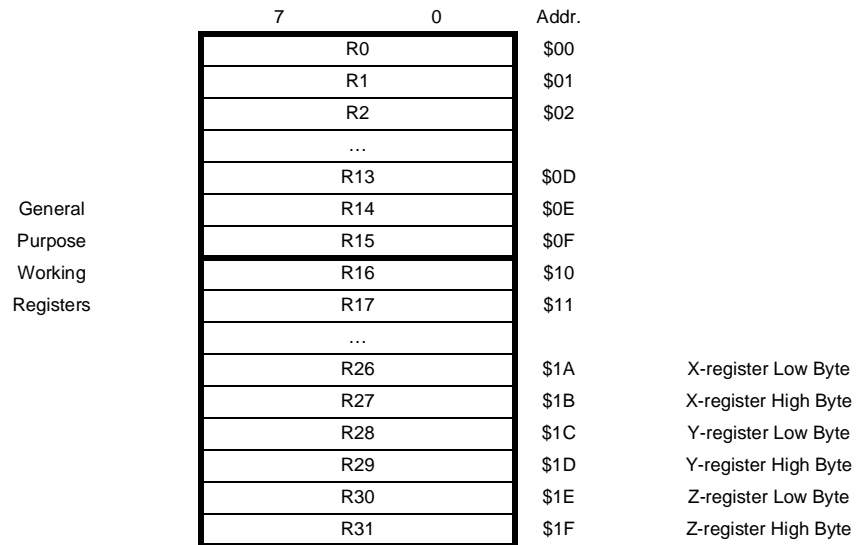 7 0 Addr.
R0 $00
R1 $01
R2 $02
…
R13 $0D
General R14 $0E
Purpose R15 $0F
Working R16 $10
Registers R17 $11
…
R26 $1A X-register Low Byte
R27 $1B X-register High Byte
R28 $1C Y-register Low Byte
R29 $1D Y-register High Byte
R30 $1E Z-register Low Byte
R31 $1F Z-register High Byte